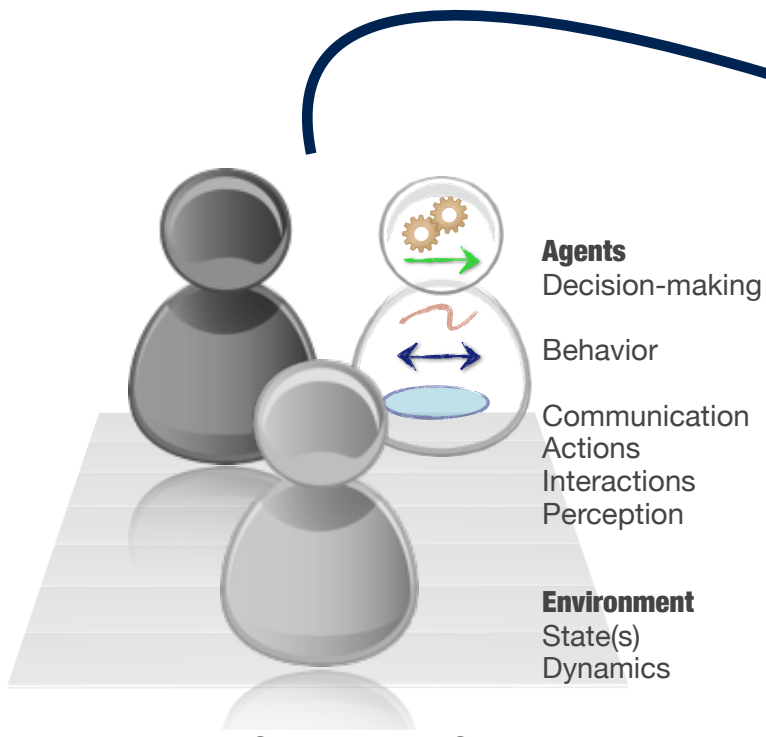 Agents
Decision-making
Behavior
Communication
Actions
Interactions
Perception
Environment
State(s)
Dynamics